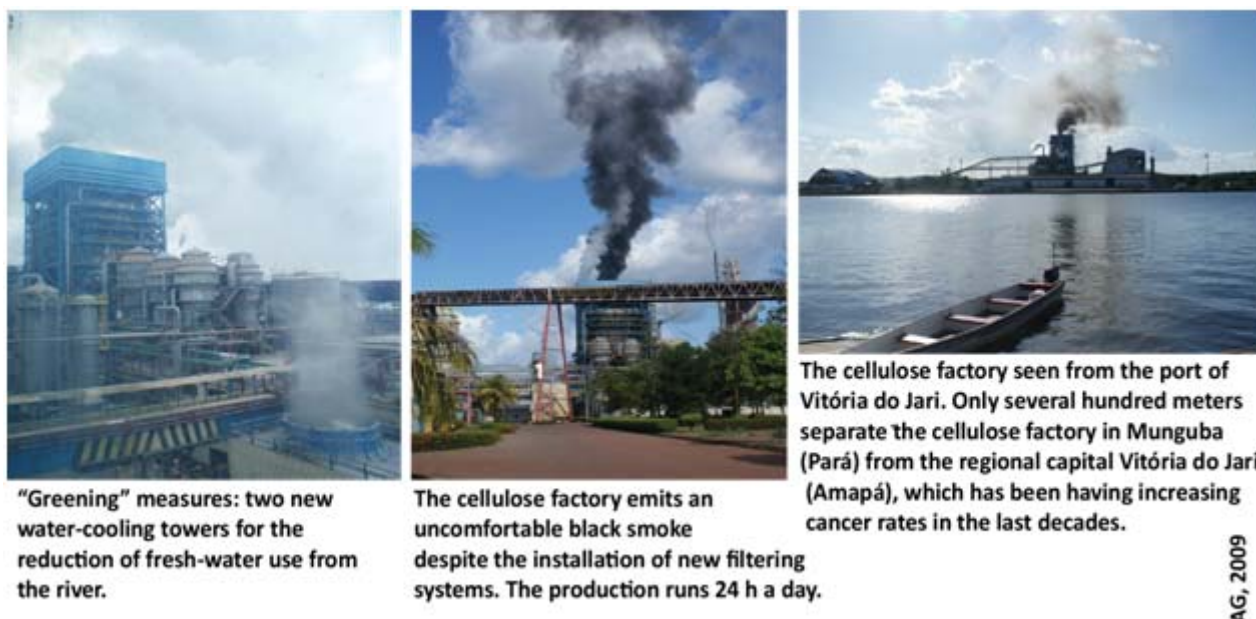 “Greening” measures: two new
water-cooling towers for the
reduction of fresh-water use from
the river.
The cellulose factory emits an
uncomfortable black smoke
despite the installation of new filtering
systems. The production runs 24 h a day.
The cellulose factory seen from the port of
Vitória do Jari. Only several hundred meters
separate the cellulose factory in Munguba
(Pará) from the regional capital Vitória do Jari
(Amapá), which has been having increasing
cancer rates in the last decades.
AG, 2009